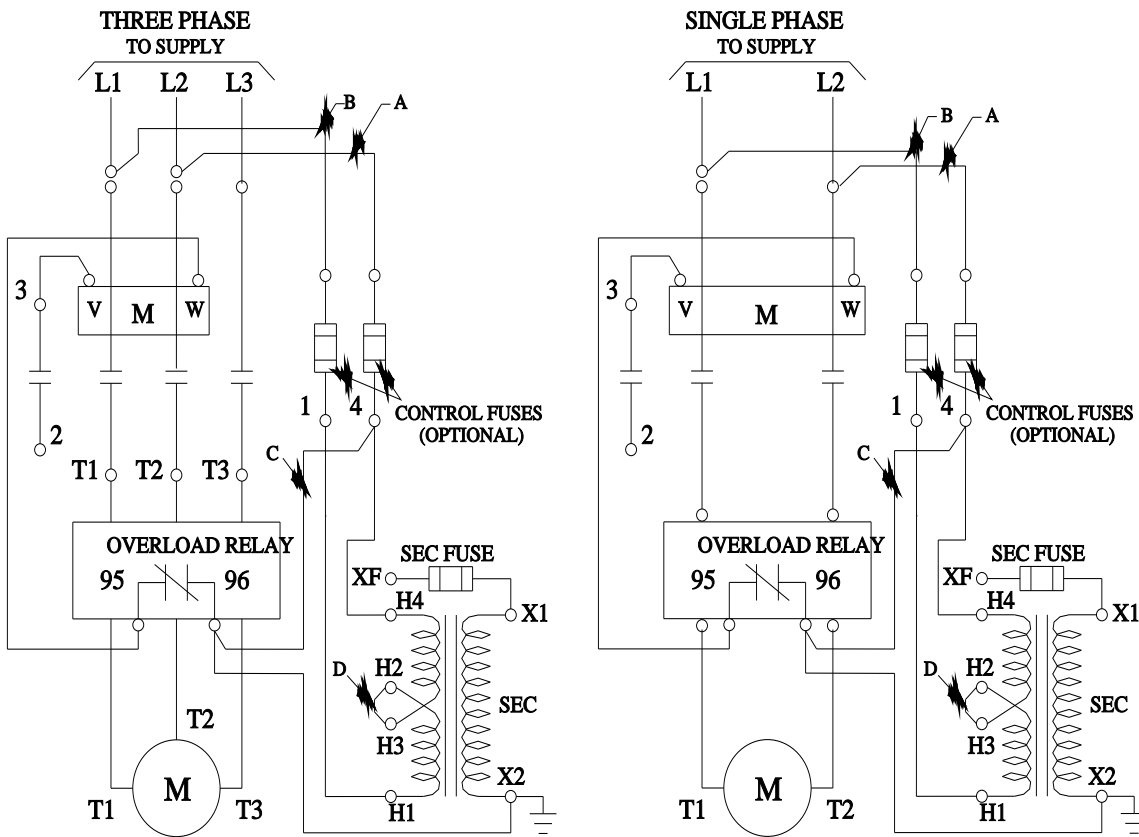 THREE PHASE
TO SUPPLY
L1 L2 L3
B A
3
V M W
1 4
CONTROL FUSES
(OPTIONAL)
2
C
T1 T2 T3
OVERLOAD RELAY
95 96
SEC FUSE
XF
H4 X1
D H2
SEC
H3
T2
X2
M
T1 T3
H1
SINGLE PHASE
TO SUPPLY
L1 L2
B A
3
V M W
1 4
CONTROL FUSES
(OPTIONAL)
2
C
OVERLOAD RELAY
95 96
SEC FUSE
XF
H4 X1
D H2
SEC
H3
X2
M
T1 T2
H1